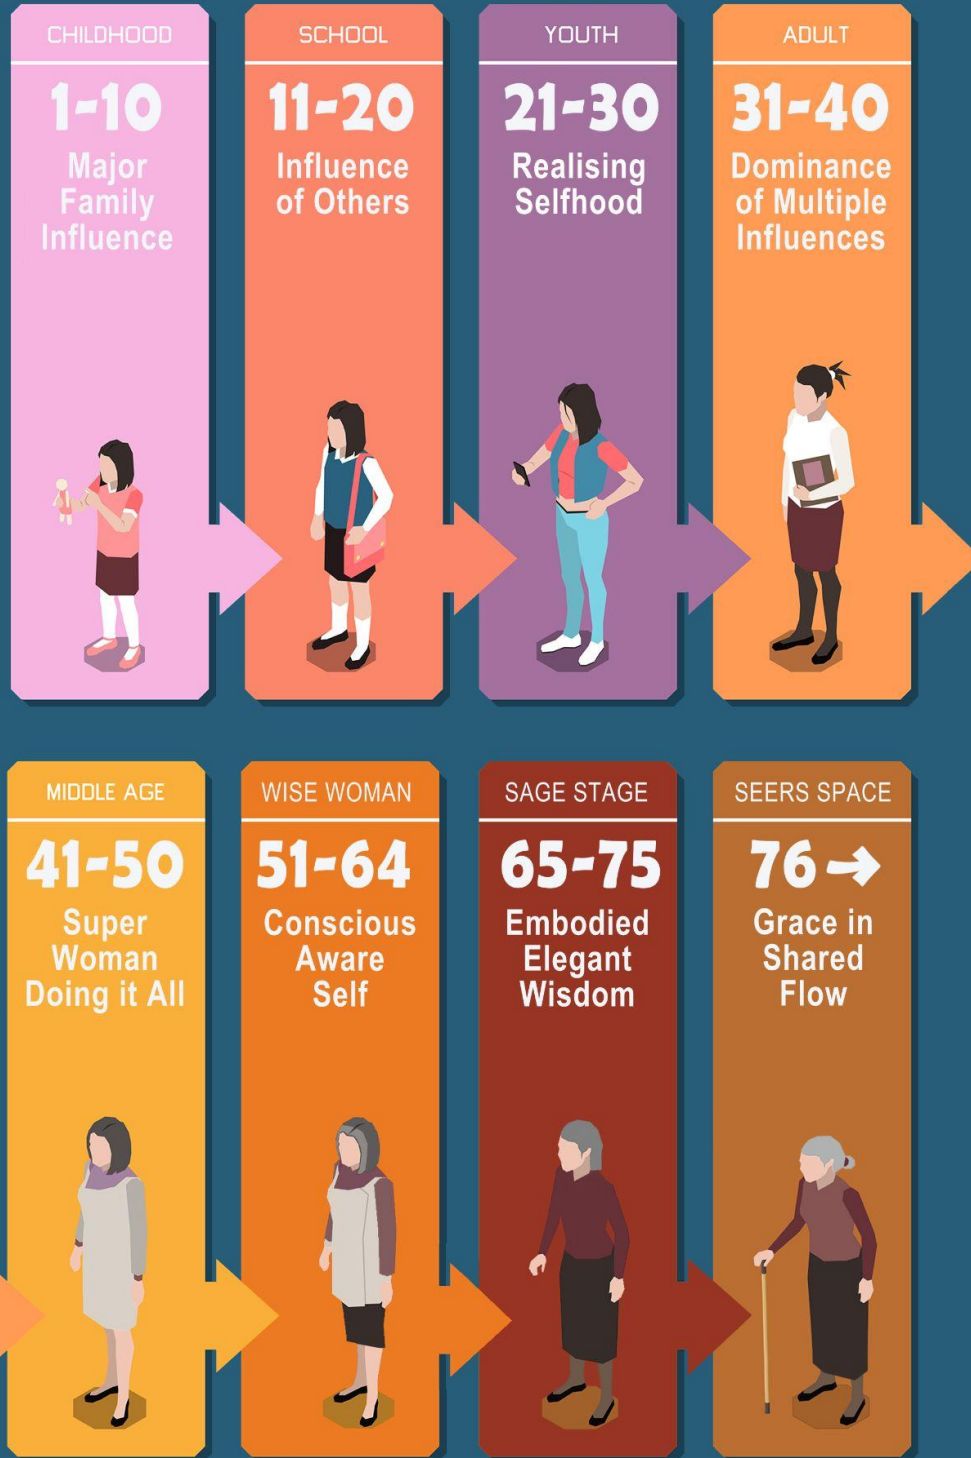 CHILDHOOD
1-10
Major
Family
Influence
SCHOOL
11-20
Influence
of Others
YOUTH
21-30
Realising
Selfhood
ADULT
31-40
Dominance
of Multiple
Influences
MIDDLE AGE
41-50
Super
Woman
Doing it All
WISE WOMAN
51-64
Conscious
Aware
Self
SAGE STAGE
65-75
Embodied
Elegant
Wisdom
SEERS SPACE
76→
Grace in
Shared
Flow